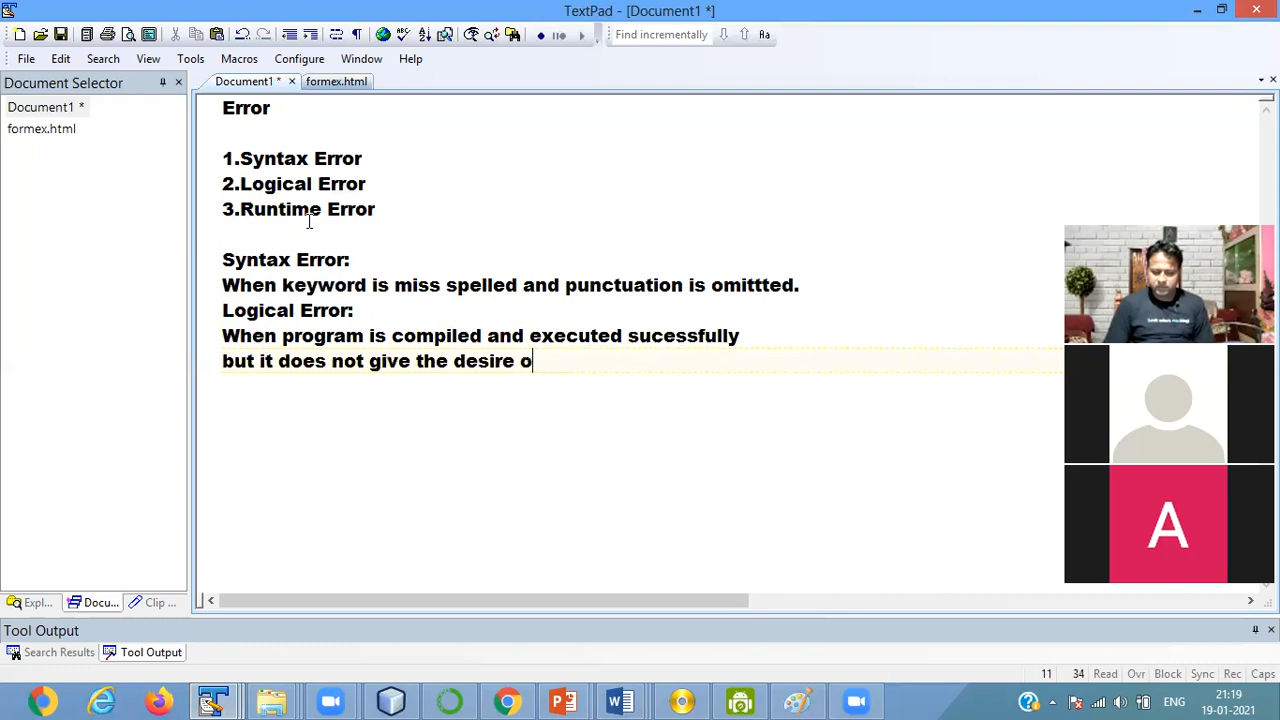 TextPad - [Document1 *]
Find incrementally
Aa
File Edit Search View Tools Macros Configure Window Help
Document Selector
Document1 *
formex.html
Document1 *
formex.html
Error
1.Syntax Error
2.Logical Error
3.Runtime Error
Syntax Error:
When keyword is miss spelled and punctuation is omittted.
Logical Error:
When program is compiled and executed sucessfully
but it does not give the desire o
A
Expl...
Docu...
Clip ...
Tool Output
Search Results
Tool Output
11 34 Read Ovr Block Sync Rec Caps
ENG
21:19
19-01-2021